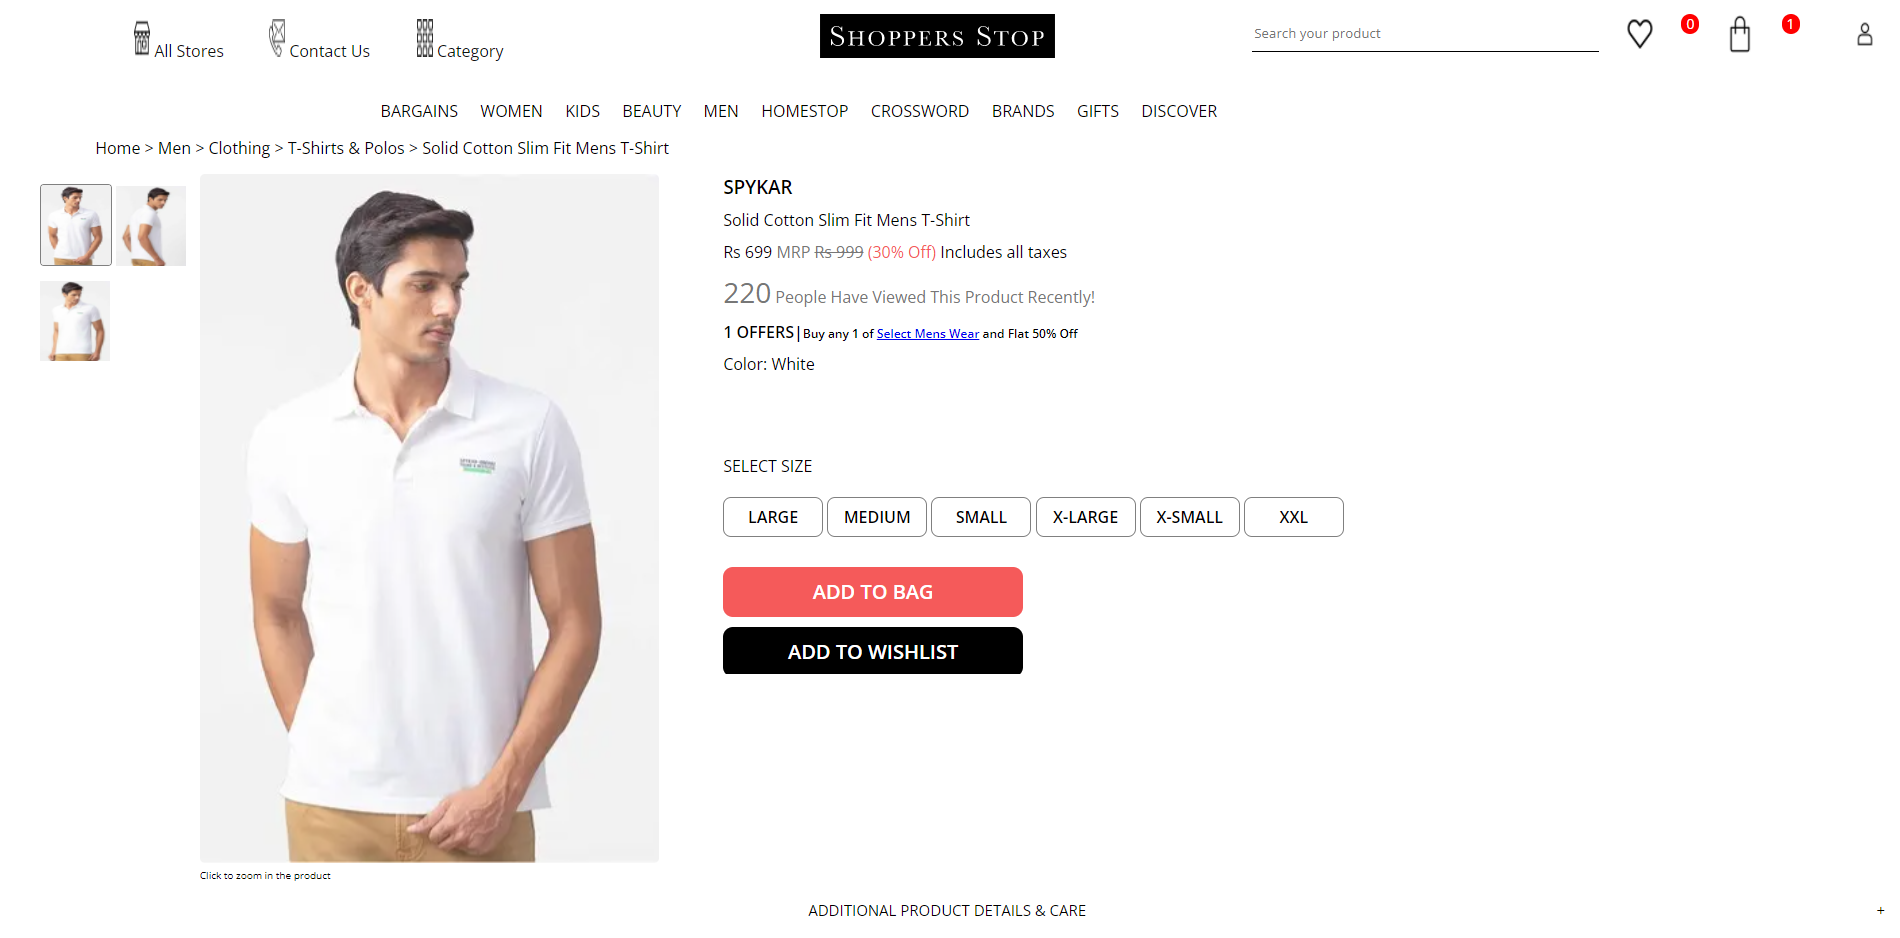 All Stores
Contact Us
Category
SHOPPERS STOP
Search your product
0
1
BARGAINS WOMEN KIDS BEAUTY MEN HOMESTOP CROSSWORD BRANDS GIFTS DISCOVER
Home > Men > Clothing > T-Shirts & Polos > Solid Cotton Slim Fit Mens T-Shirt
SPYKAR
Solid Cotton Slim Fit Mens T-Shirt
Rs 699 MRP Rs 999 (30% Off) Includes all taxes
220 People Have Viewed This Product Recently!
1 OFFERS|Buy any 1 of Select Mens Wear and Flat 50% Off
Color: White
SELECT SIZE
LARGE MEDIUM SMALL X-LARGE X-SMALL XXL
ADD TO BAG
ADD TO WISHLIST
Click to zoom in the product
ADDITIONAL PRODUCT DETAILS & CARE +